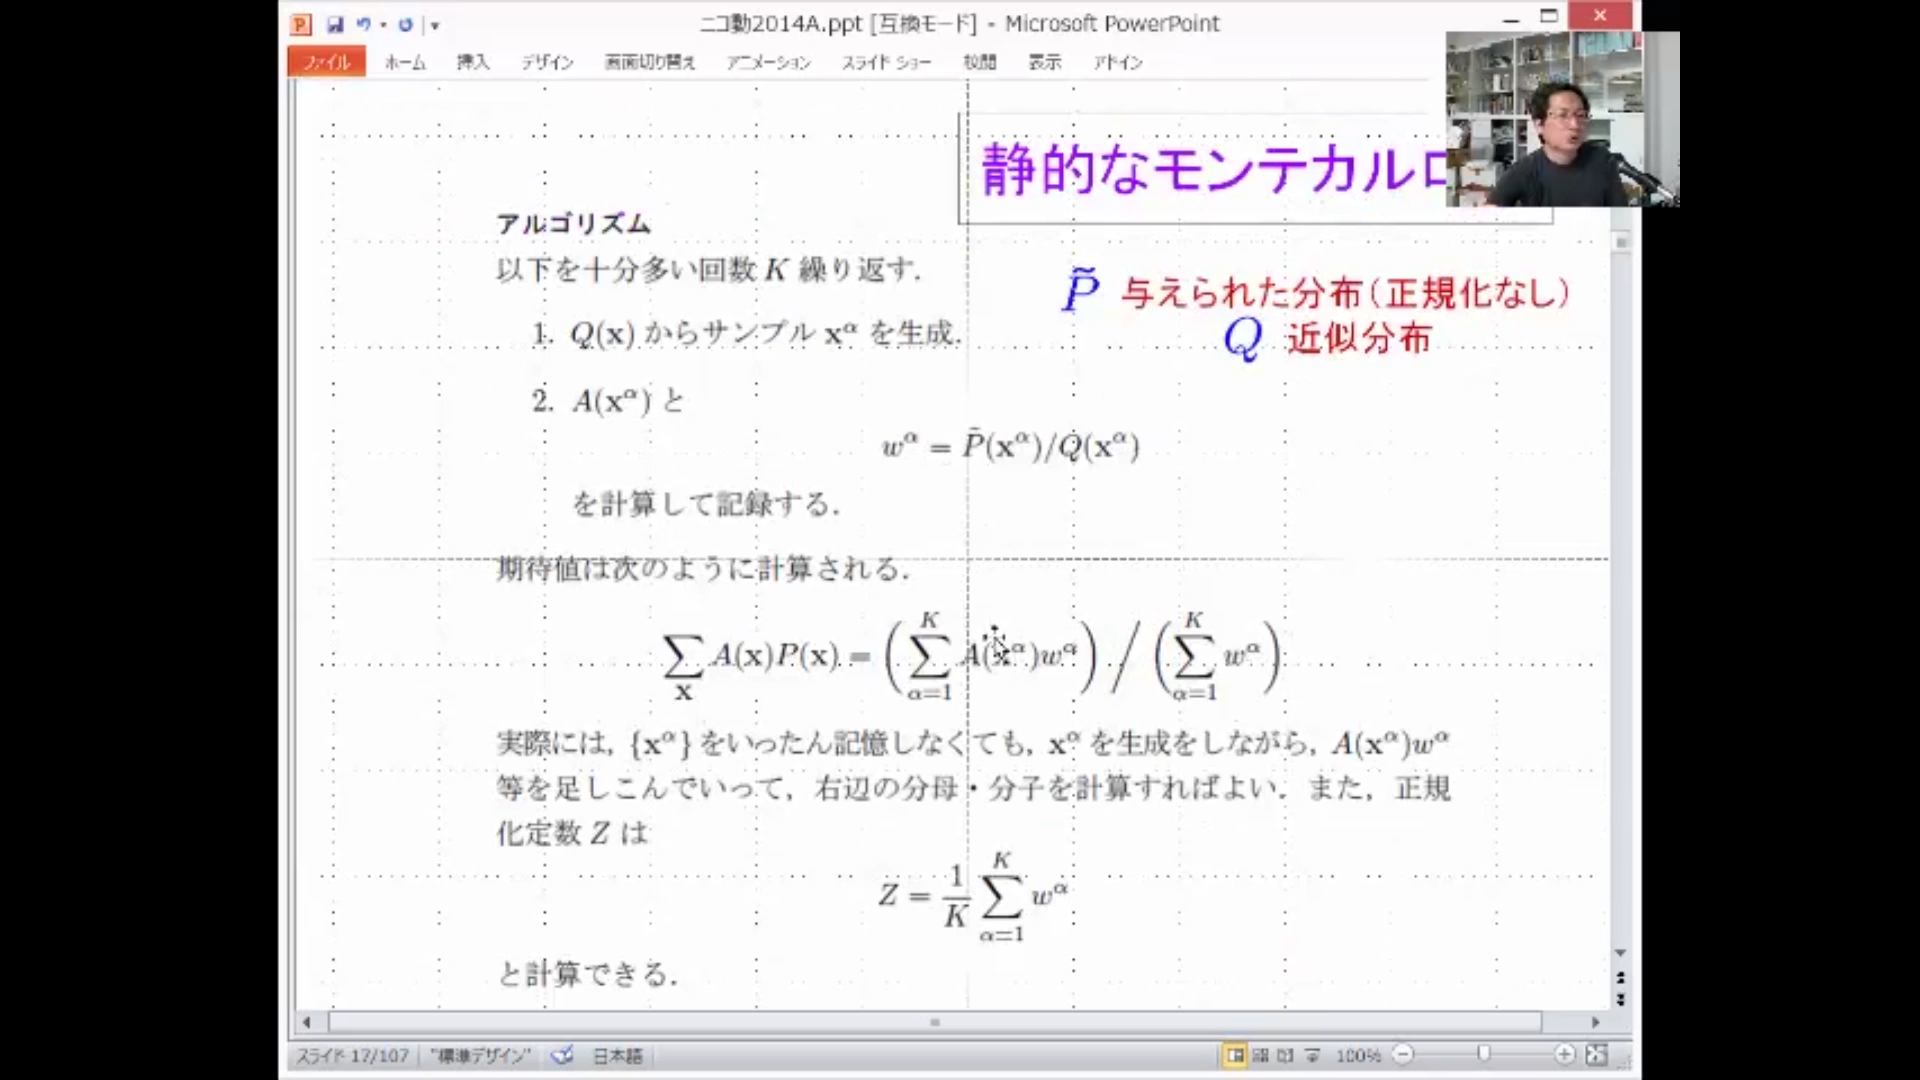 ニコ動2014A.ppt [互換モード] - Microsoft PowerPoint
ファイル ホーム 挿入 デザイン 画面切り替え アニメーション スライド ショー 校閲 表示 アドイン
静的なモンテカルロ
アルゴリズム
以下を十分多い回数 K 繰り返す.
P̃ 与えられた分布(正規化なし)
Q 近似分布
1. Q(x) からサンプル x^α を生成.
2. A(x^α) と
w^α = P̃(x^α)/Q(x^α)
を計算して記録する.
期待値は次のように計算される.
∑_x A(x)P(x) = (∑_{α=1}^K A(x^α)w^α) / (∑_{α=1}^K w^α)
実際には, {x^α} をいったん記憶しなくても, x^α を生成をしながら, A(x^α)w^α
等を足しこんでいって, 右辺の分母・分子を計算すればよい. また, 正規
化定数 Z は
Z = 1/K ∑_{α=1}^K w^α
と計算できる.
スライド 17/107 "標準デザイン" 日本語 100%